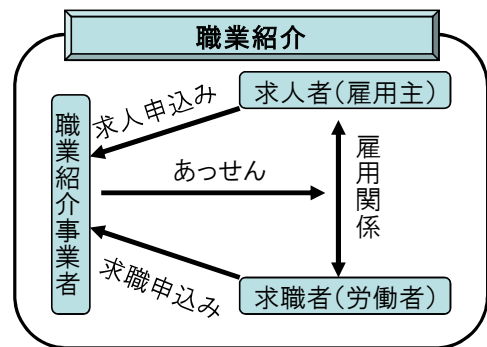 職業紹介
求人者(雇用主)
求人申込み
職業紹介事業者
あっせん
雇用関係
求職申込み
求職者(労働者)